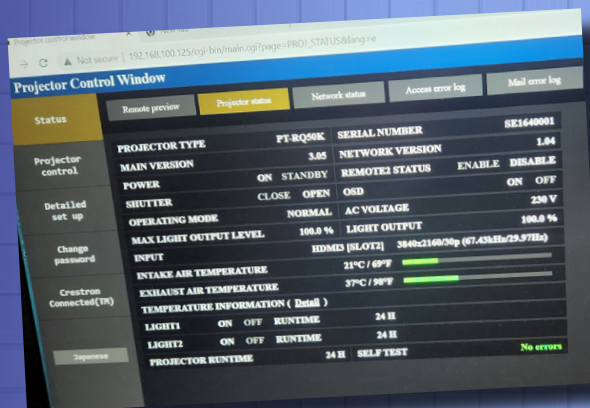 Projector control window × New Tab
Not secure | 192.168.100.125/cgi-bin/main.cgi?page=PROJ_STATUS&lang=e
Projector Control Window
Status
Projector control
Detailed set up
Change password
Crestron Connected(TM)
Japanese
Remote preview Projector status Network status Access error log Mail error log
PROJECTOR TYPE PT-RQ50K SERIAL NUMBER SE1640001
MAIN VERSION 3.05 NETWORK VERSION 1.04
POWER ON STANDBY REMOTE2 STATUS ENABLE DISABLE
SHUTTER CLOSE OPEN OSD ON OFF
OPERATING MODE NORMAL AC VOLTAGE 230 V
MAX LIGHT OUTPUT LEVEL 100.0 % LIGHT OUTPUT 100.0 %
INPUT HDMI3 [SLOT2] 3840x2160/30p (67.43kHz/29.97Hz)
INTAKE AIR TEMPERATURE 21°C / 69°F
EXHAUST AIR TEMPERATURE 37°C / 98°F
TEMPERATURE INFORMATION ( Detail )
LIGHT1 ON OFF RUNTIME 24 H
LIGHT2 ON OFF RUNTIME 24 H
PROJECTOR RUNTIME 24 H SELF TEST No errors